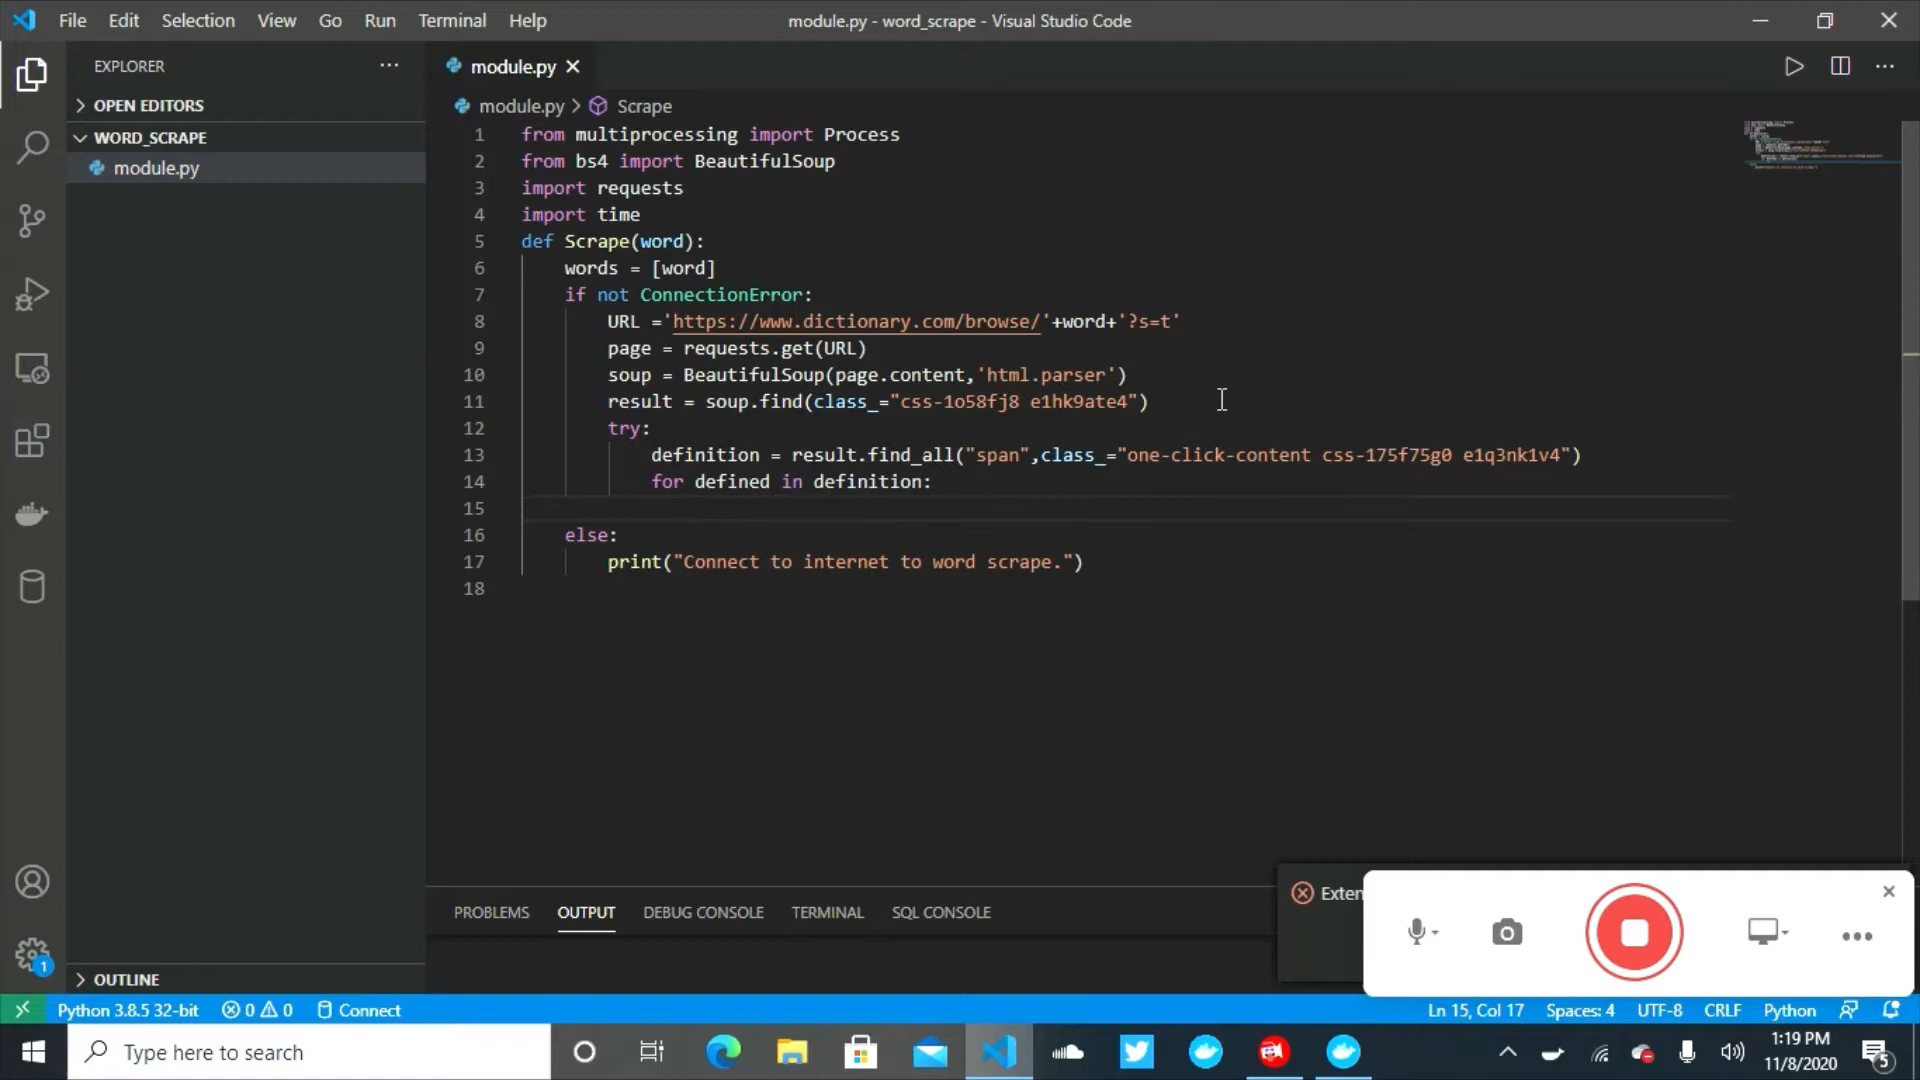 File Edit Selection View Go Run Terminal Help
module.py - word_scrape - Visual Studio Code
EXPLORER
OPEN EDITORS
WORD_SCRAPE
module.py
OUTLINE
module.py
module.py > Scrape
1 from multiprocessing import Process
2 from bs4 import BeautifulSoup
3 import requests
4 import time
5 def Scrape(word):
6 words = [word]
7 if not ConnectionError:
8 URL ='https://www.dictionary.com/browse/'+word+'?s=t'
9 page = requests.get(URL)
10 soup = BeautifulSoup(page.content,'html.parser')
11 result = soup.find(class_="css-1o58fj8 e1hk9ate4")
12 try:
13 definition = result.find_all("span",class_="one-click-content css-175f75g0 e1q3nk1v4")
14 for defined in definition:
15
16 else:
17 print("Connect to internet to word scrape.")
18
PROBLEMS OUTPUT DEBUG CONSOLE TERMINAL SQL CONSOLE
Exten
1
Python 3.8.5 32-bit 0 0 Connect
Ln 15, Col 17 Spaces: 4 UTF-8 CRLF Python
Type here to search
1:19 PM
11/8/2020
5